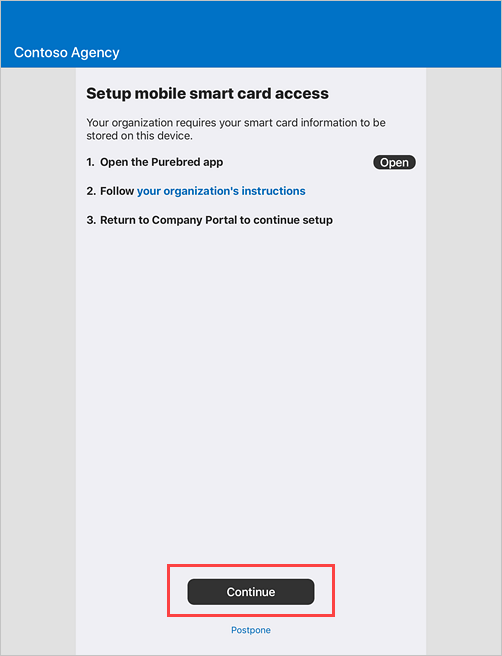 Contoso Agency
Setup mobile smart card access
Your organization requires your smart card information to be
stored on this device.
1. Open the Purebred app Open
2. Follow your organization's instructions
3. Return to Company Portal to continue setup
Continue
Postpone